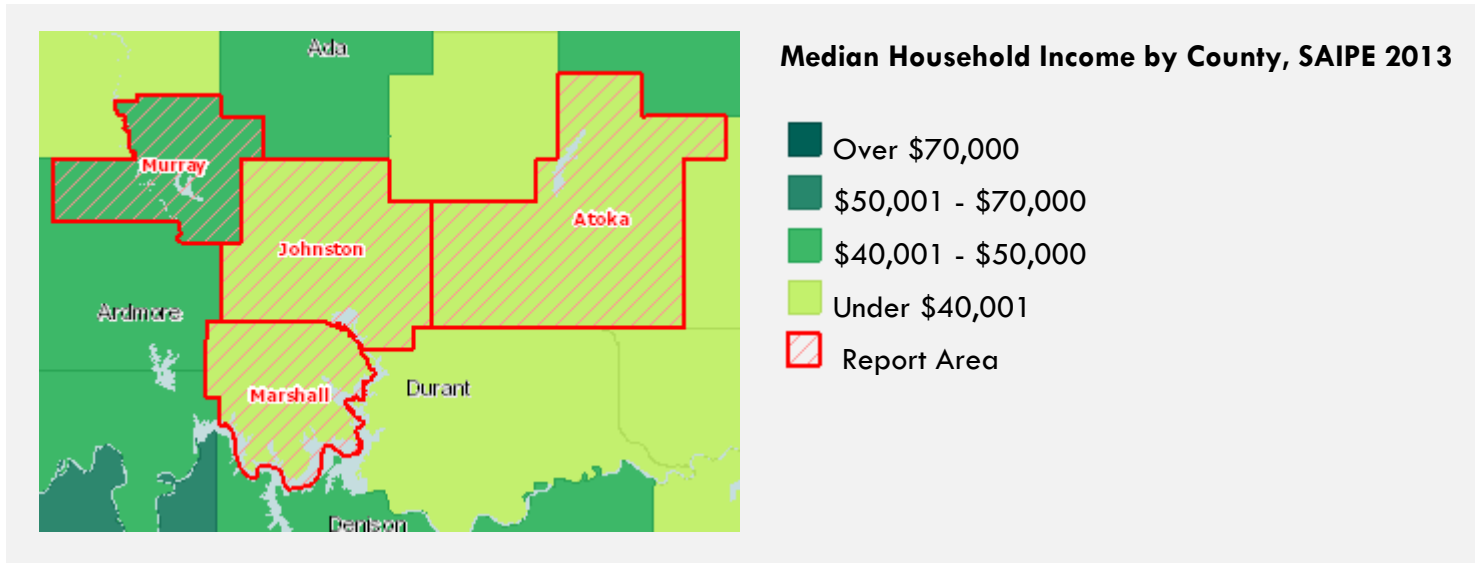 Median Household Income by County, SAIPE 2013
Ada
Murray
Atoka
Johnston
Ardmore
Marshall
Durant
Denison
Over $70,000
$50,001 - $70,000
$40,001 - $50,000
Under $40,001
Report Area